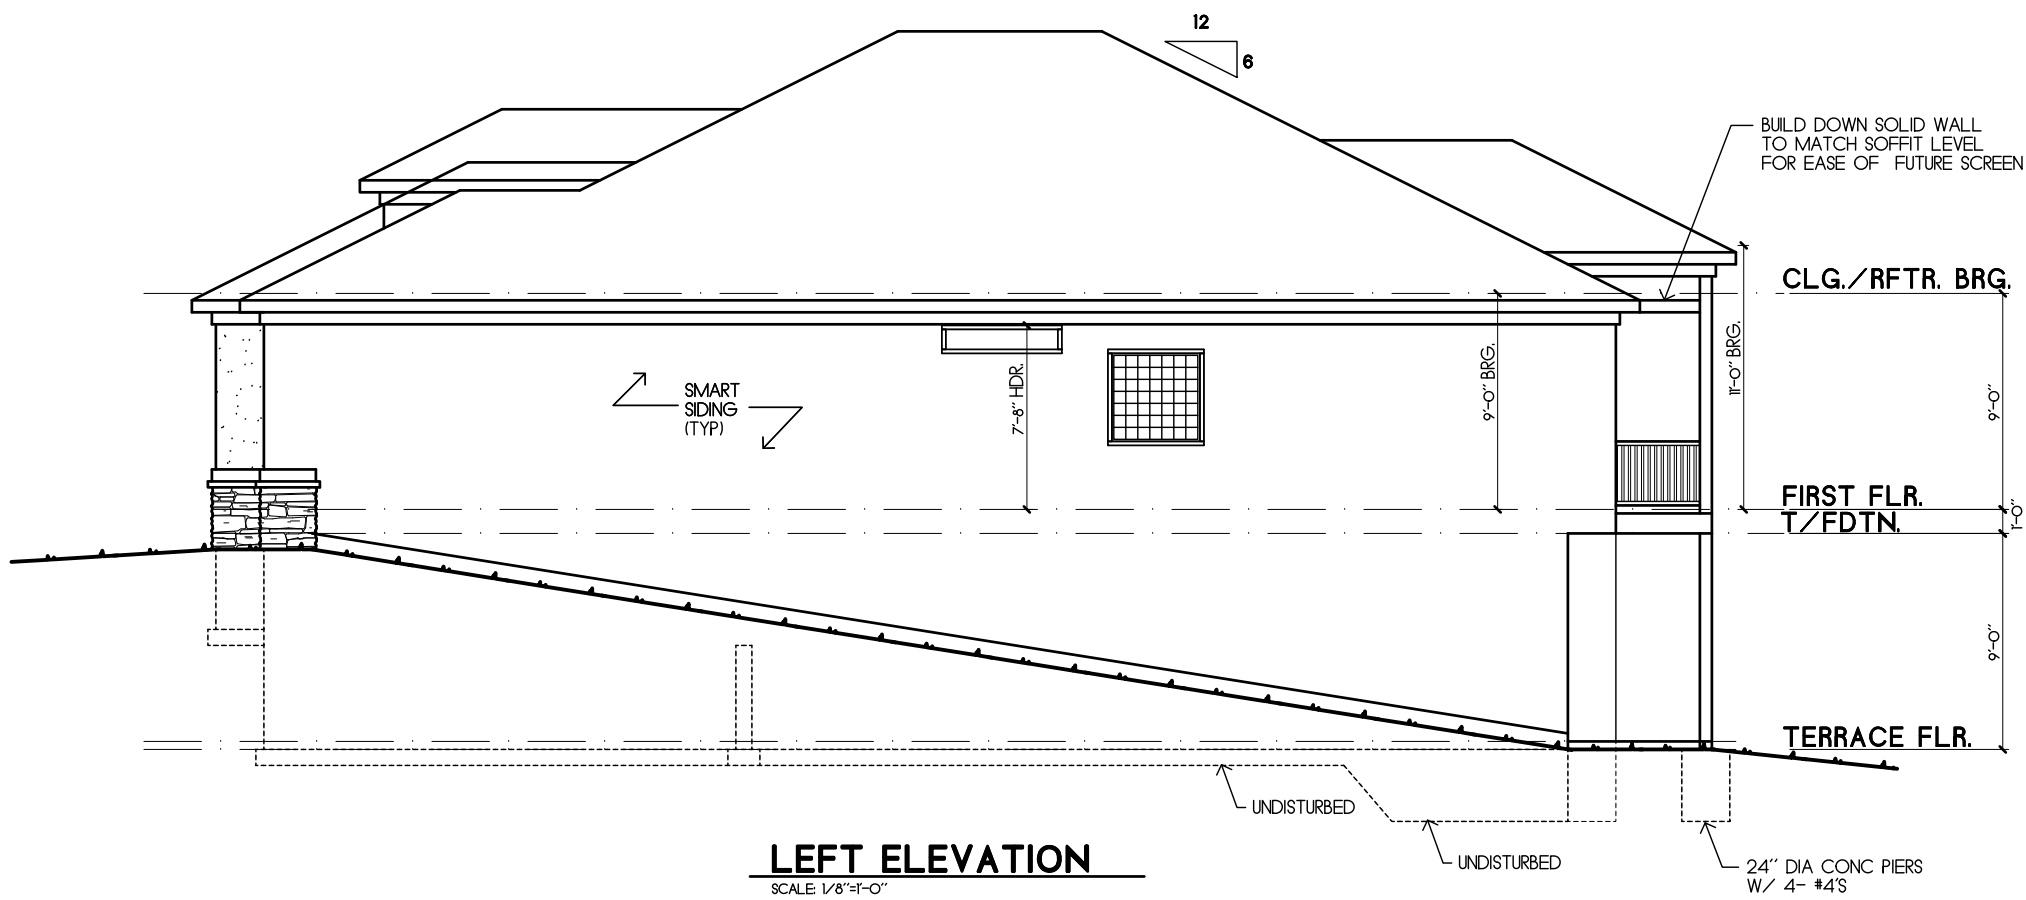 12
6
BUILD DOWN SOLID WALL
TO MATCH SOFFIT LEVEL
FOR EASE OF FUTURE SCREEN
CLG./RFTR. BRG.
SMART
SIDING
(TYP)
7'-8" HDR.
9'-0" BRG.
11'-0" BRG.
9'-0"
FIRST FLR.
T/FDTN.
1'-0"
9'-0"
TERRACE FLR.
UNDISTURBED
UNDISTURBED
24" DIA CONC PIERS
W/ 4- #4'S
LEFT ELEVATION
SCALE: 1/8"=1'-0"